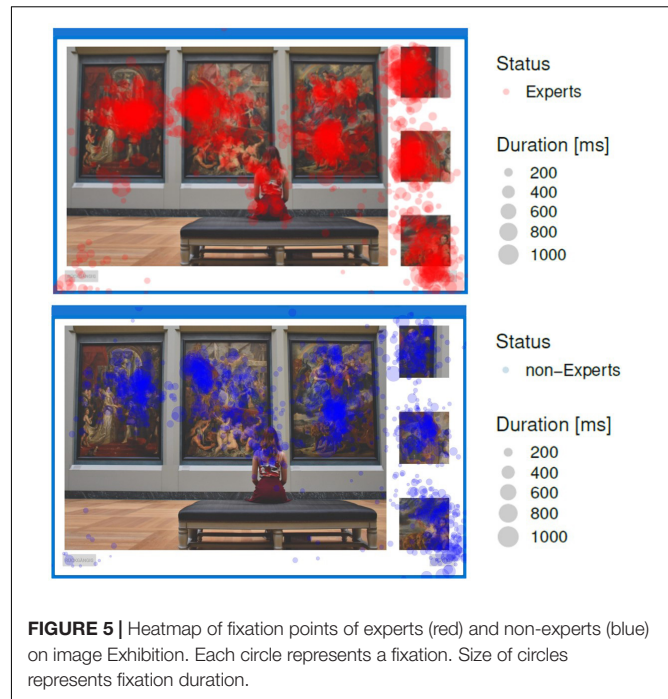 Status
Experts
Duration [ms]
200
400
600
800
1000
Status
non−Experts
Duration [ms]
200
400
600
800
1000
FIGURE 5 | Heatmap of fixation points of experts (red) and non-experts (blue)
on image Exhibition. Each circle represents a fixation. Size of circles
represents fixation duration.